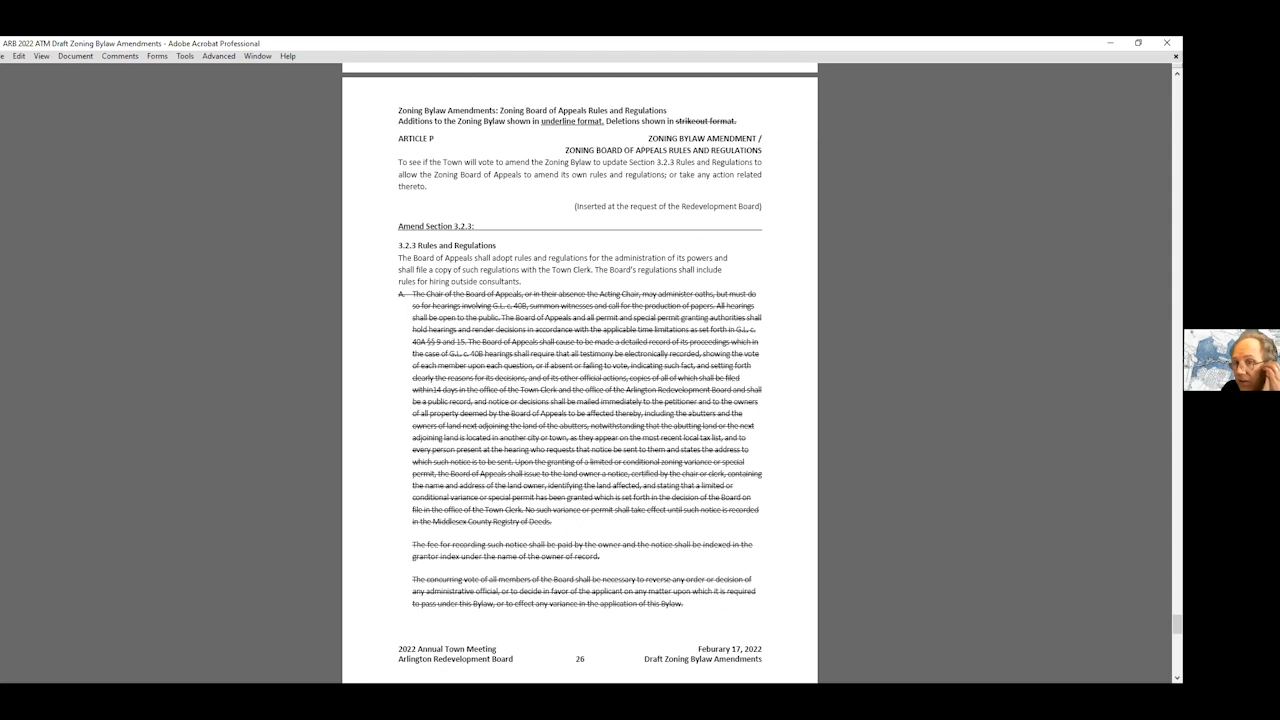 ARB 2022 ATM Draft Zoning Bylaw Amendments - Adobe Acrobat Professional
e Edit View Document Comments Forms Tools Advanced Window Help
Zoning Bylaw Amendments: Zoning Board of Appeals Rules and Regulations
Additions to the Zoning Bylaw shown in underline format. Deletions shown in strikeout format.
ARTICLE P ZONING BYLAW AMENDMENT /
ZONING BOARD OF APPEALS RULES AND REGULATIONS
To see if the Town will vote to amend the Zoning Bylaw to update Section 3.2.3 Rules and Regulations to
allow the Zoning Board of Appeals to amend its own rules and regulations; or take any action related
thereto.
(Inserted at the request of the Redevelopment Board)
Amend Section 3.2.3:
3.2.3 Rules and Regulations
The Board of Appeals shall adopt rules and regulations for the administration of its powers and
shall file a copy of such regulations with the Town Clerk. The Board's regulations shall include
rules for hiring outside consultants.
A. The Chair of the Board of Appeals, or in their absence the Acting Chair, may administer oaths, but must do
so for hearings involving G.L. c. 40B, summon witnesses and call for the production of papers. All hearings
shall be open to the public. The Board of Appeals and all permit and special permit granting authorities shall
hold hearings and render decisions in accordance with the applicable time limitations as set forth in G.L. c.
40A §§ 9 and 15. The Board of Appeals shall cause to be made a detailed record of its proceedings which in
the case of G.L. c. 40B hearings shall require that all testimony be electronically recorded, showing the vote
of each member upon each question, or if absent or failing to vote, indicating such fact, and setting forth
clearly the reasons for its decisions, and of its other official actions, copies of all of which shall be filed
within14 days in the office of the Town Clerk and the office of the Arlington Redevelopment Board and shall
be a public record, and notice or decisions shall be mailed immediately to the petitioner and to the owners
of all property deemed by the Board of Appeals to be affected thereby, including the abutters and the
owners of land next adjoining the land of the abutters, notwithstanding that the abutting land or the next
adjoining land is located in another city or town, as they appear on the most recent local tax list, and to
every person present at the hearing who requests that notice be sent to them and states the address to
which such notice is to be sent. Upon the granting of a limited or conditional zoning variance or special
permit, the Board of Appeals shall issue to the land owner a notice, certified by the chair or clerk, containing
the name and address of the land owner, identifying the land affected, and stating that a limited or
conditional variance or special permit has been granted which is set forth in the decision of the Board on
file in the office of the Town Clerk. No such variance or permit shall take effect until such notice is recorded
in the Middlesex County Registry of Deeds.
The fee for recording such notice shall be paid by the owner and the notice shall be indexed in the
grantor index under the name of the owner of record.
The concurring vote of all members of the Board shall be necessary to reverse any order or decision of
any administrative official, or to decide in favor of the applicant on any matter upon which it is required
to pass under this Bylaw, or to effect any variance in the application of this Bylaw.
2022 Annual Town Meeting Feburary 17, 2022
Arlington Redevelopment Board 26 Draft Zoning Bylaw Amendments